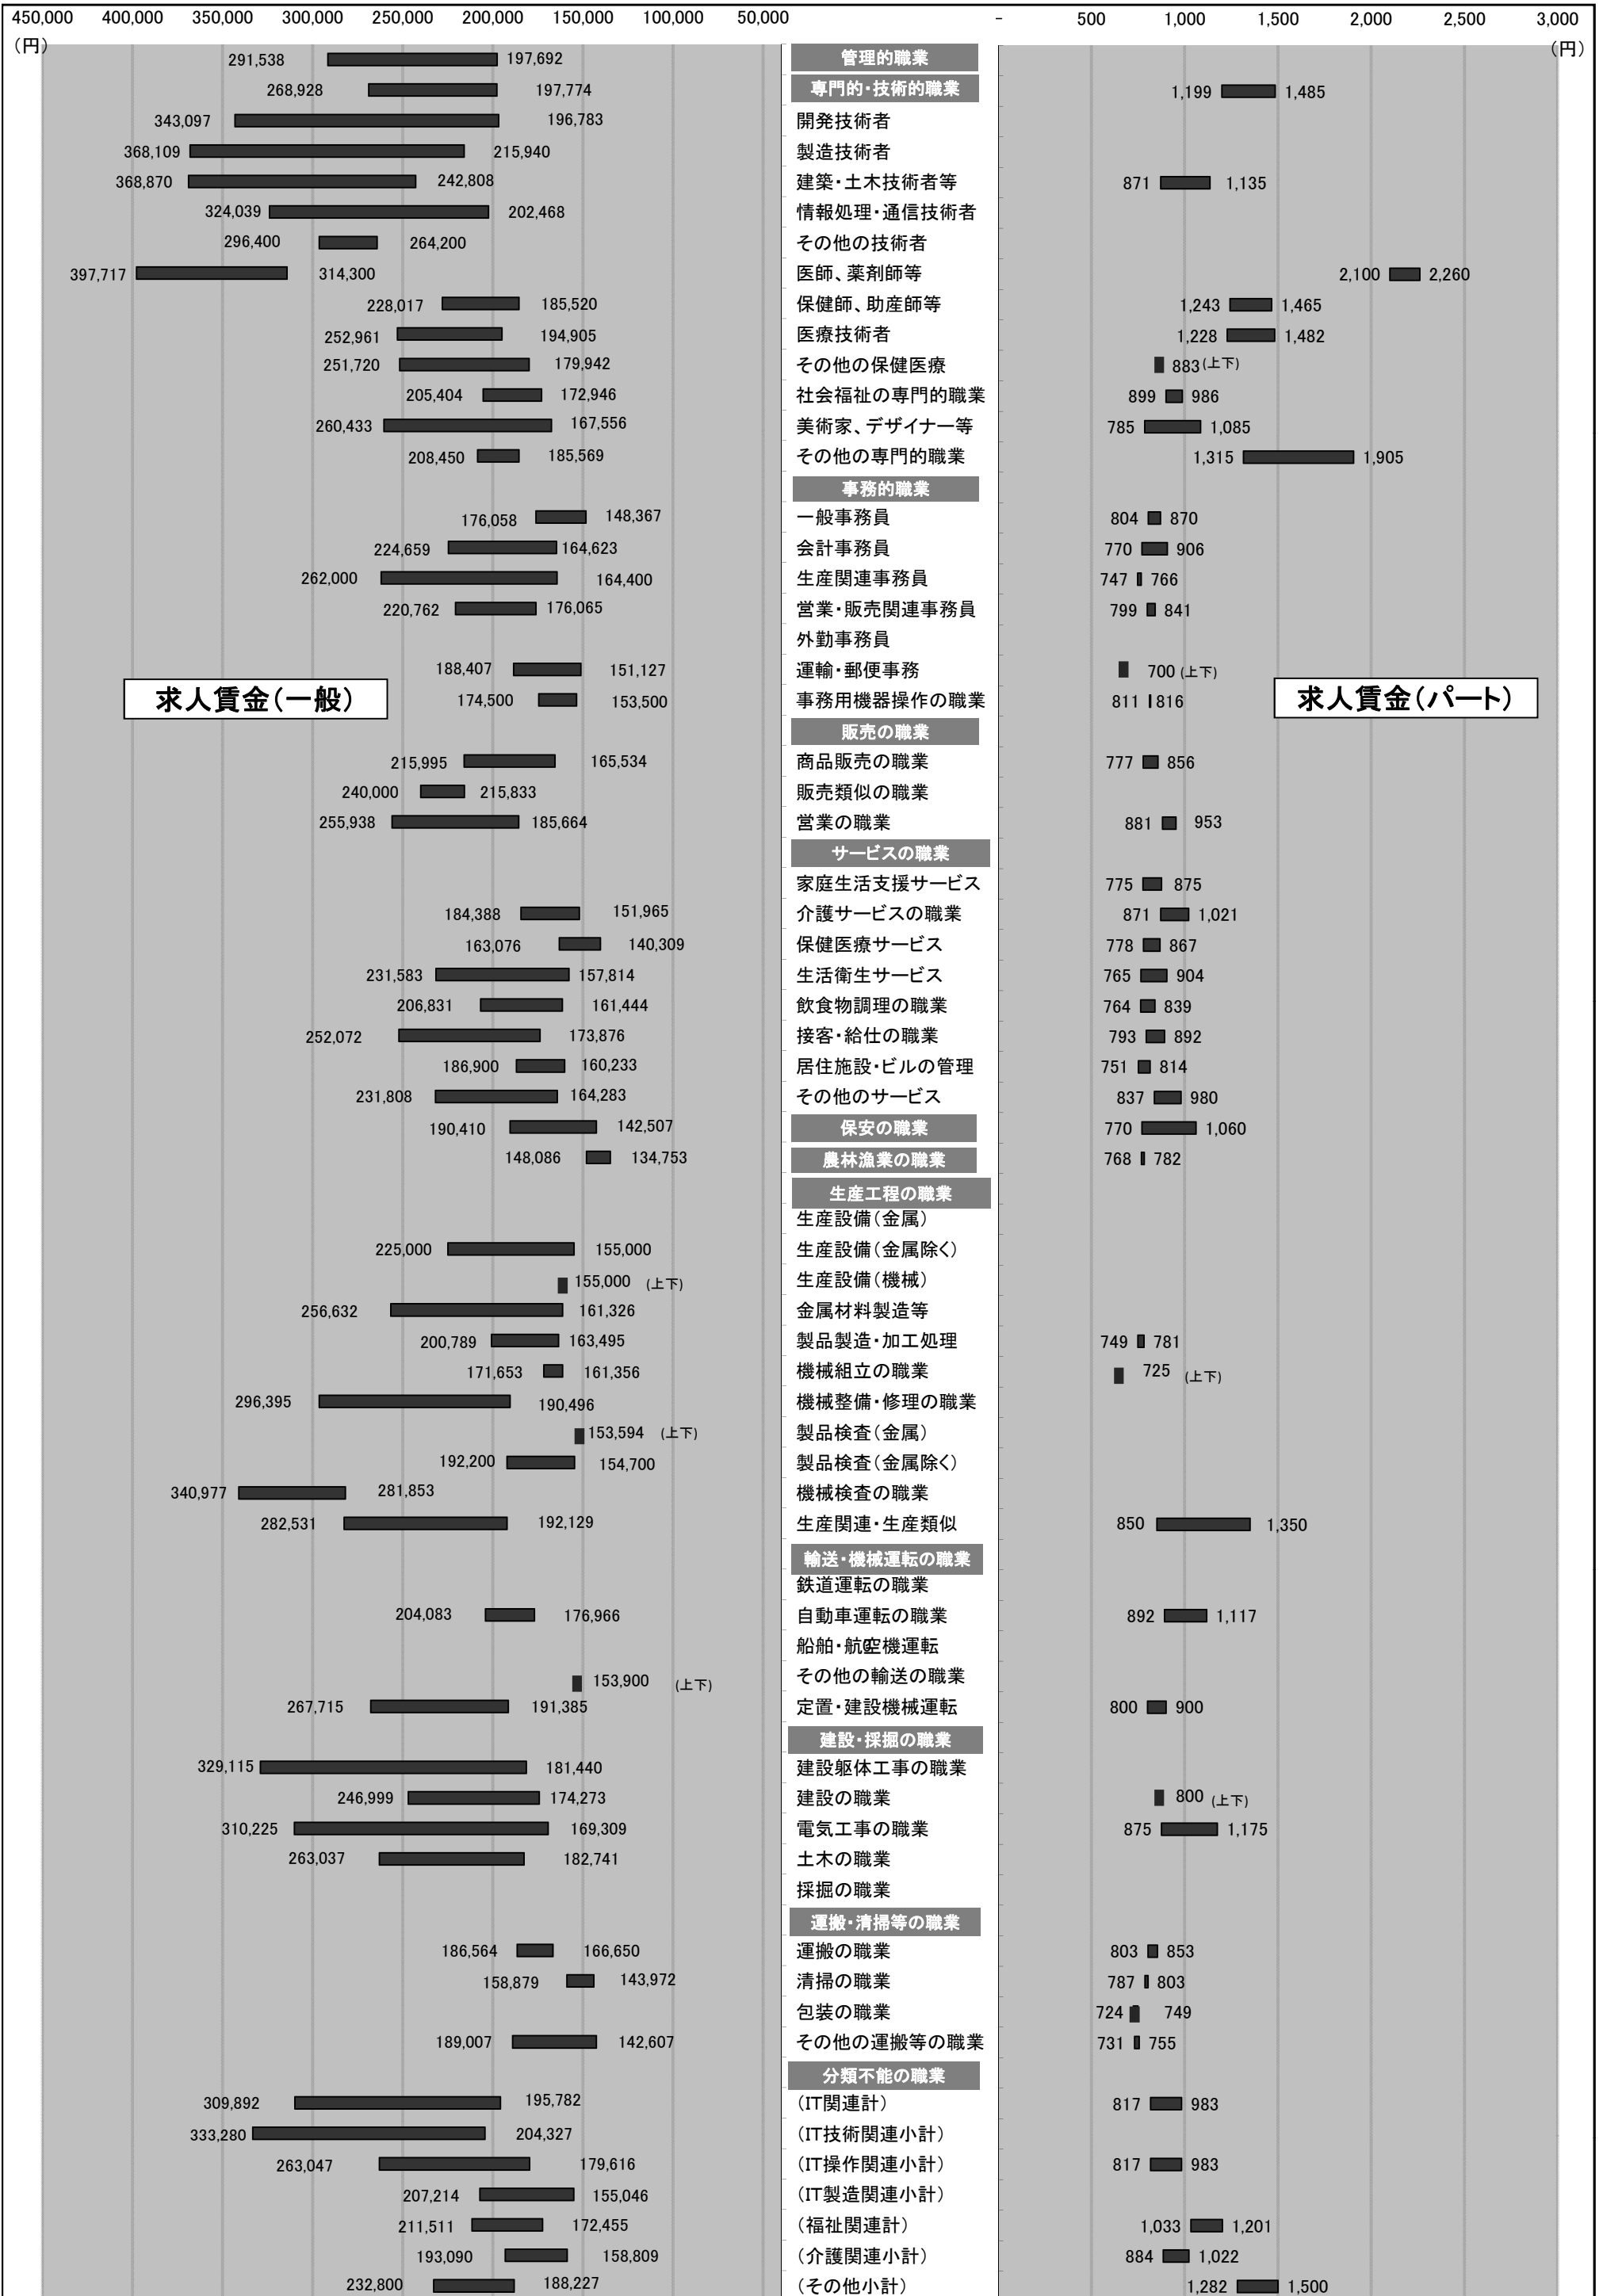 450,000 400,000 350,000 300,000 250,000 200,000 150,000 100,000 50,000 - 500 1,000 1,500 2,000 2,500 3,000
(円) (円)
291,538 197,692 管理的職業
268,928 197,774 専門的・技術的職業 1,199 1,485
343,097 196,783 開発技術者
368,109 215,940 製造技術者
368,870 242,808 建築・土木技術者等 871 1,135
324,039 202,468 情報処理・通信技術者
296,400 264,200 その他の技術者
397,717 314,300 医師、薬剤師等 2,100 2,260
228,017 185,520 保健師、助産師等 1,243 1,465
252,961 194,905 医療技術者 1,228 1,482
251,720 179,942 その他の保健医療 883(上下)
205,404 172,946 社会福祉の専門的職業 899 986
260,433 167,556 美術家、デザイナー等 785 1,085
208,450 185,569 その他の専門的職業 1,315 1,905
事務的職業
176,058 148,367 一般事務員 804 870
224,659 164,623 会計事務員 770 906
262,000 164,400 生産関連事務員 747 766
220,762 176,065 営業・販売関連事務員 799 841
外勤事務員
188,407 151,127 運輸・郵便事務 700 (上下)
求人賃金(一般) 174,500 153,500 事務用機器操作の職業 811 816 求人賃金(パート)
販売の職業
215,995 165,534 商品販売の職業 777 856
240,000 215,833 販売類似の職業
255,938 185,664 営業の職業 881 953
サービスの職業
家庭生活支援サービス 775 875
184,388 151,965 介護サービスの職業 871 1,021
163,076 140,309 保健医療サービス 778 867
231,583 157,814 生活衛生サービス 765 904
206,831 161,444 飲食物調理の職業 764 839
252,072 173,876 接客・給仕の職業 793 892
186,900 160,233 居住施設・ビルの管理 751 814
231,808 164,283 その他のサービス 837 980
190,410 142,507 保安の職業 770 1,060
148,086 134,753 農林漁業の職業 768 782
生産工程の職業
生産設備(金属)
225,000 155,000 生産設備(金属除く)
155,000 (上下) 生産設備(機械)
256,632 161,326 金属材料製造等
200,789 163,495 製品製造・加工処理 749 781
171,653 161,356 機械組立の職業 725 (上下)
296,395 190,496 機械整備・修理の職業
153,594 (上下) 製品検査(金属)
192,200 154,700 製品検査(金属除く)
340,977 281,853 機械検査の職業
282,531 192,129 生産関連・生産類似 850 1,350
輸送・機械運転の職業
鉄道運転の職業
204,083 176,966 自動車運転の職業 892 1,117
船舶・航空機運転
153,900 (上下) その他の輸送の職業
267,715 191,385 定置・建設機械運転 800 900
建設・採掘の職業
329,115 181,440 建設躯体工事の職業
246,999 174,273 建設の職業 800 (上下)
310,225 169,309 電気工事の職業 875 1,175
263,037 182,741 土木の職業
採掘の職業
運搬・清掃等の職業
186,564 166,650 運搬の職業 803 853
158,879 143,972 清掃の職業 787 803
包装の職業 724 749
189,007 142,607 その他の運搬等の職業 731 755
分類不能の職業
309,892 195,782 (IT関連計) 817 983
333,280 204,327 (IT技術関連小計)
263,047 179,616 (IT操作関連小計) 817 983
207,214 155,046 (IT製造関連小計)
211,511 172,455 (福祉関連計) 1,033 1,201
193,090 158,809 (介護関連小計) 884 1,022
232,800 188,227 (その他小計) 1,282 1,500